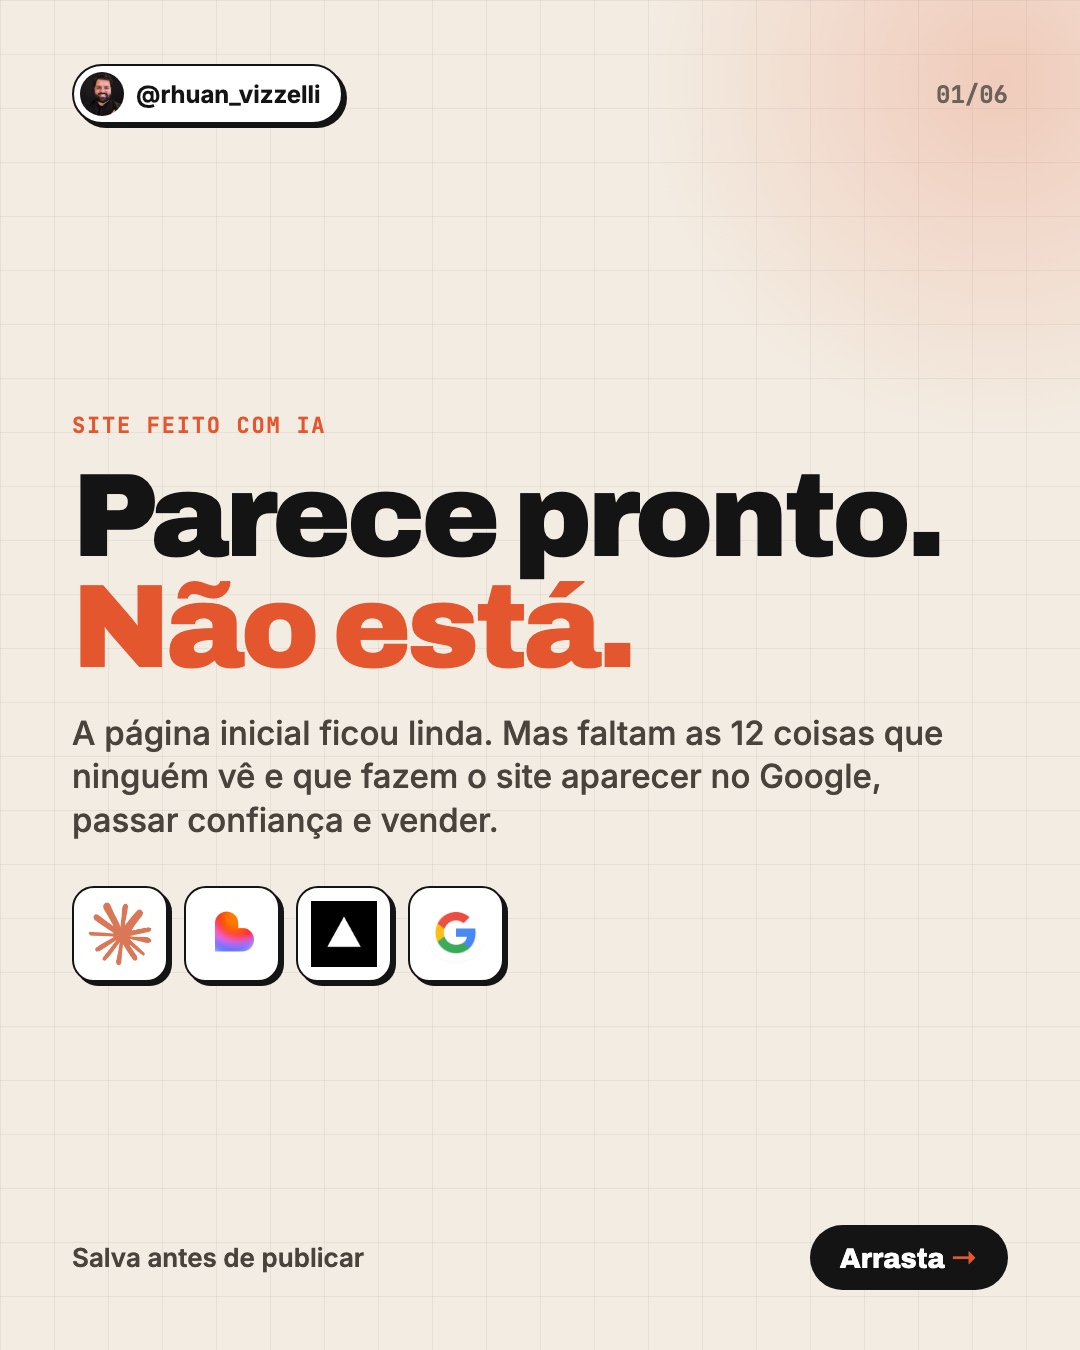 @rhuan_vizzelli
01/06
SITE FEITO COM IA
Parece pronto.
Não está.
A página inicial ficou linda. Mas faltam as 12 coisas que
ninguém vê e que fazem o site aparecer no Google,
passar confiança e vender.
Salva antes de publicar
Arrasta →